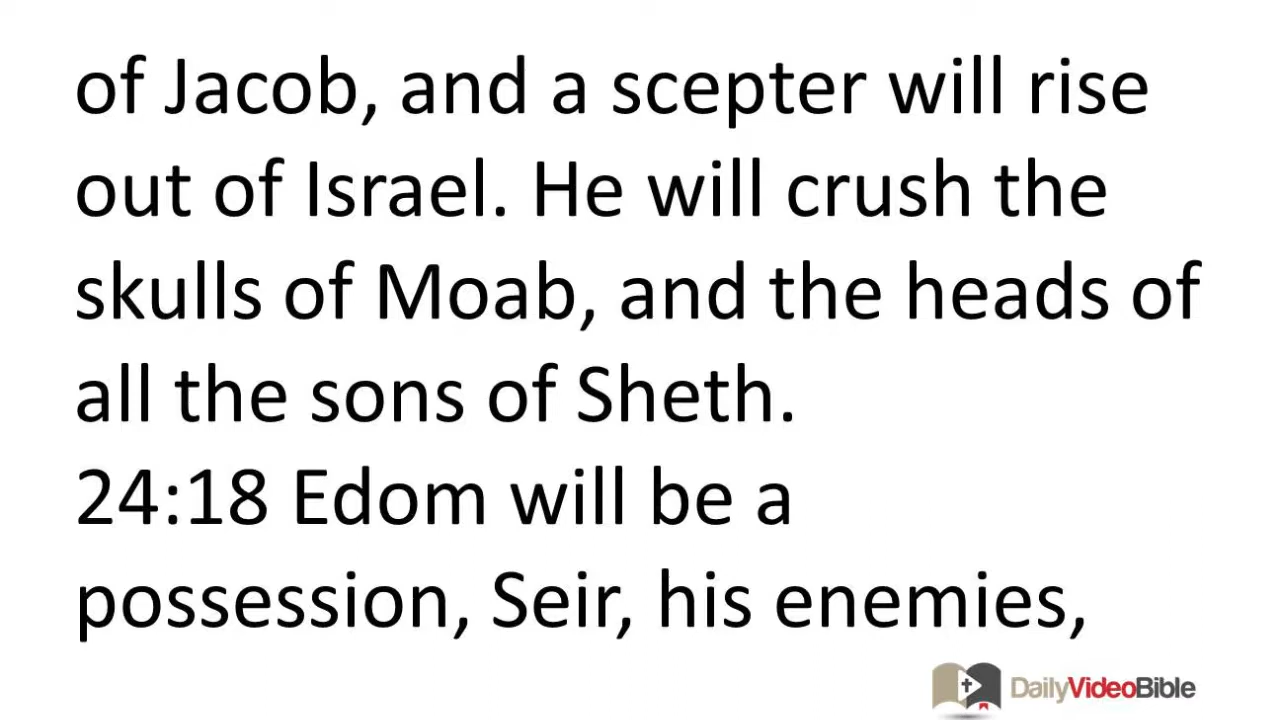 of Jacob, and a scepter will rise
out of Israel. He will crush the
skulls of Moab, and the heads of
all the sons of Sheth.
24:18 Edom will be a
possession, Seir, his enemies,
DailyVideoBible